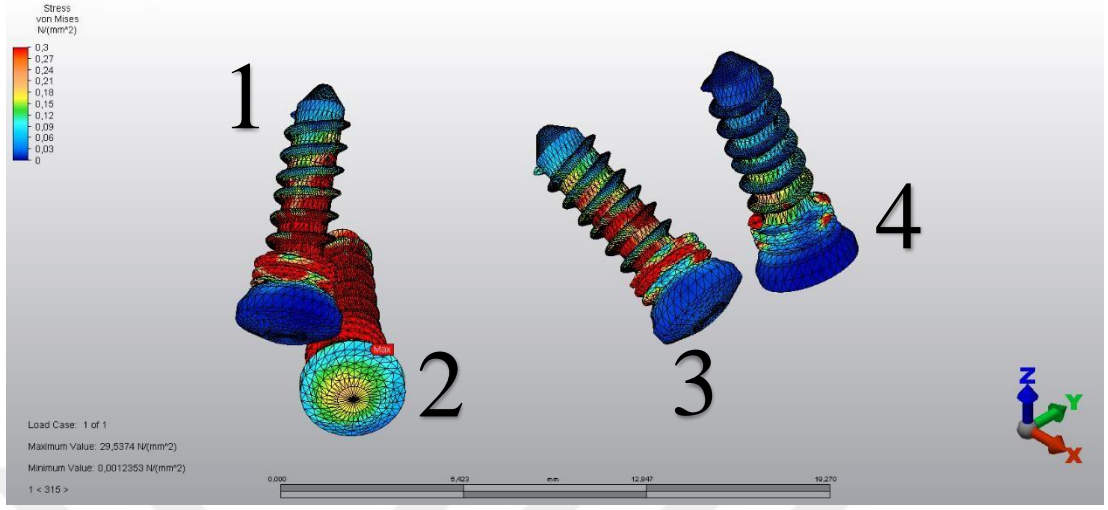 Stress
von Mises
N/(mm^2)
0,3
0,27
0,24
0,21
0,18
0,15
0,12
0,09
0,06
0,03
0
1
2
3
4
Max
Z
Y
X
Load Case: 1 of 1
Maximum Value: 29,5374 N/(mm^2)
Minimum Value: 0,0012353 N/(mm^2)
1 < 315 >
0,000 6,423 mm 12,847 19,270